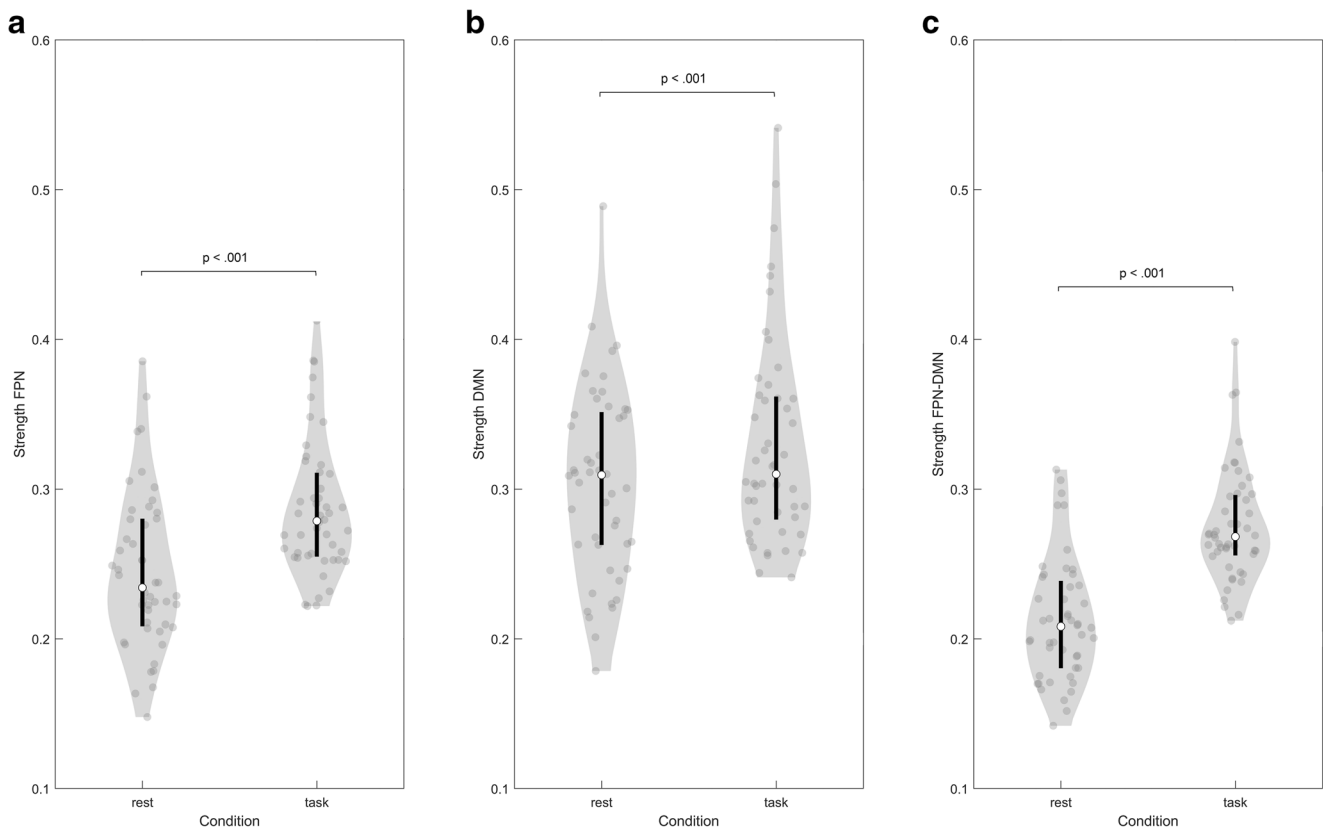 a
0.6
0.5
0.4
0.3
0.2
0.1
Strength FPN
p < .001
rest
task
Condition
b
0.6
0.5
0.4
0.3
0.2
0.1
Strength DMN
p < .001
rest
task
Condition
c
0.6
0.5
0.4
0.3
0.2
0.1
Strength FPN-DMN
p < .001
rest
task
Condition